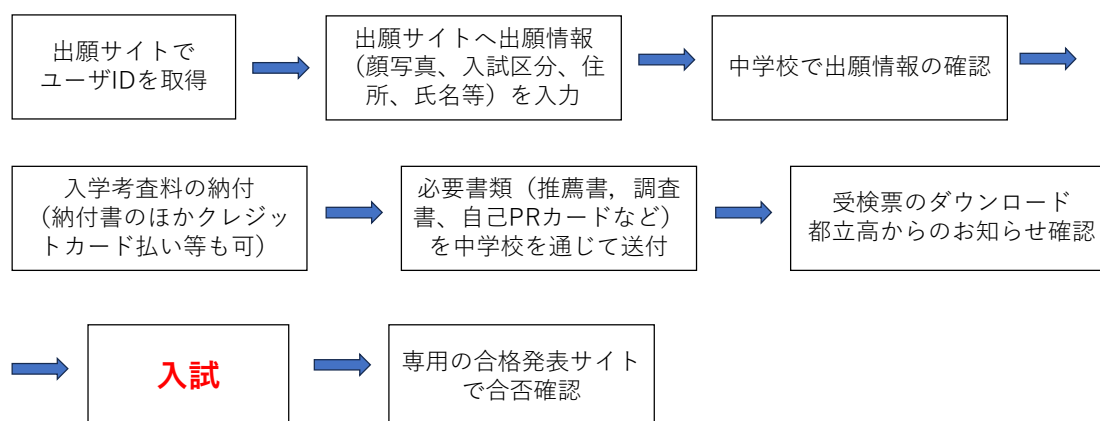 出願サイトで
ユーザIDを取得
出願サイトへ出願情報
（顔写真、入試区分、住
所、氏名等）を入力
中学校で出願情報の確認
入学考査料の納付
（納付書のほかクレジッ
トカード払い等も可）
必要書類（推薦書，調査
書、自己PRカードなど）
を中学校を通じて送付
受検票のダウンロード
都立高からのお知らせ確認
入試
専用の合格発表サイト
で合否確認